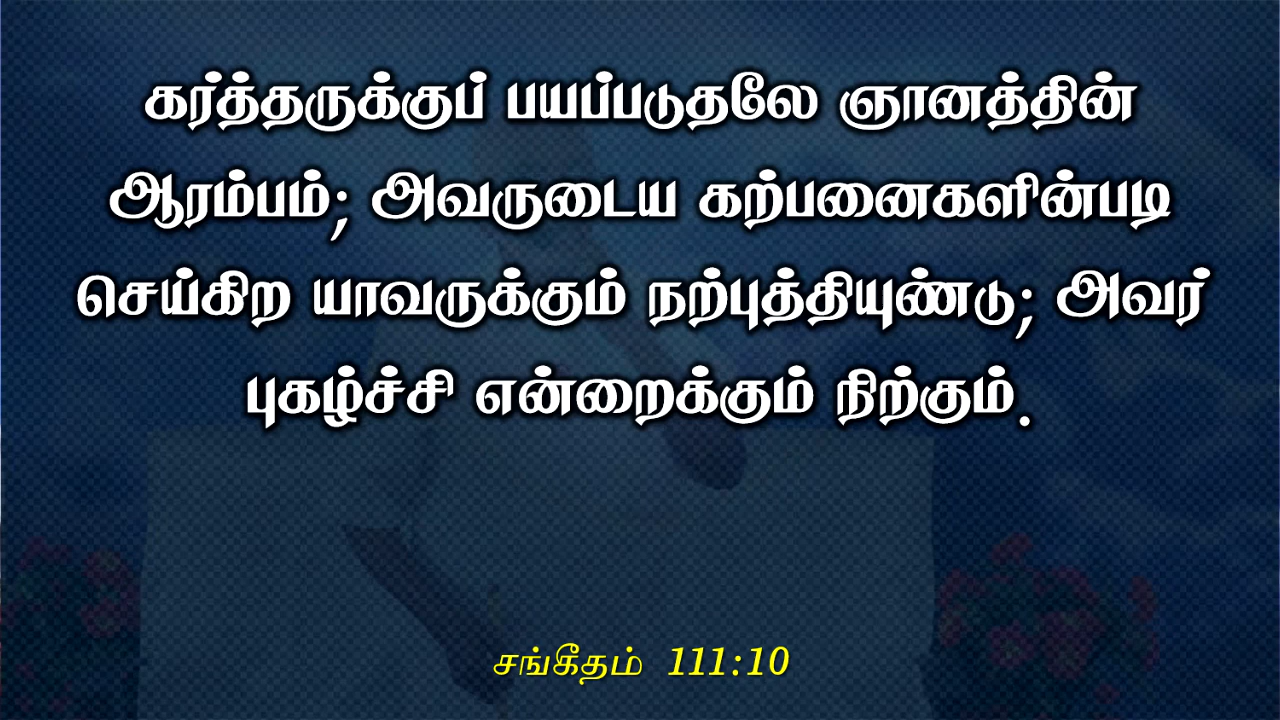 கர்த்தருக்குப் பயப்படுதலே ஞானத்தின்
ஆரம்பம்; அவருடைய கற்பனைகளின்படி
செய்கிற யாவருக்கும் நற்புத்தியுண்டு; அவர்
புகழ்ச்சி என்றைக்கும் நிற்கும்.
சங்கீதம் 111:10